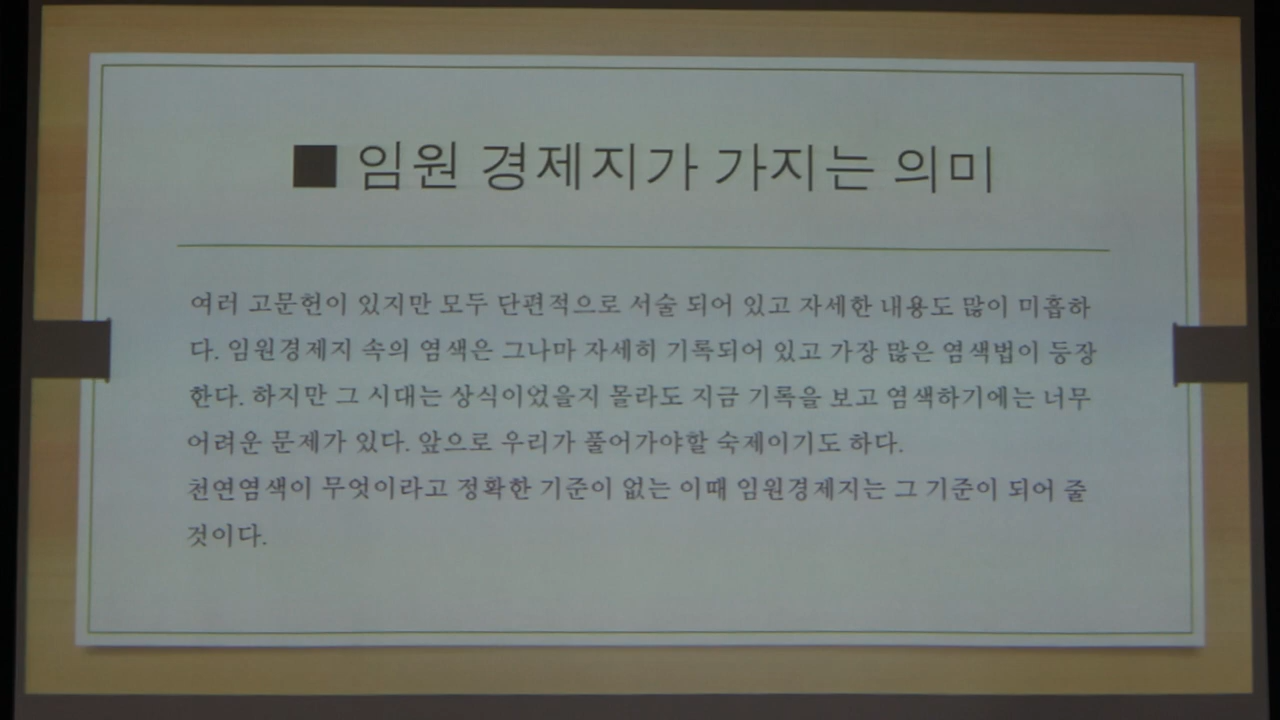 ■ 임원 경제지가 가지는 의미
여러 고문헌이 있지만 모두 단편적으로 서술 되어 있고 자세한 내용도 많이 미흡하
다. 임원경제지 속의 염색은 그나마 자세히 기록되어 있고 가장 많은 염색법이 등장
한다. 하지만 그 시대는 상식이었을지 몰라도 지금 기록을 보고 염색하기에는 너무
어려운 문제가 있다. 앞으로 우리가 풀어가야할 숙제이기도 하다.
천연염색이 무엇이라고 정확한 기준이 없는 이때 임원경제지는 그 기준이 되어 줄
것이다.